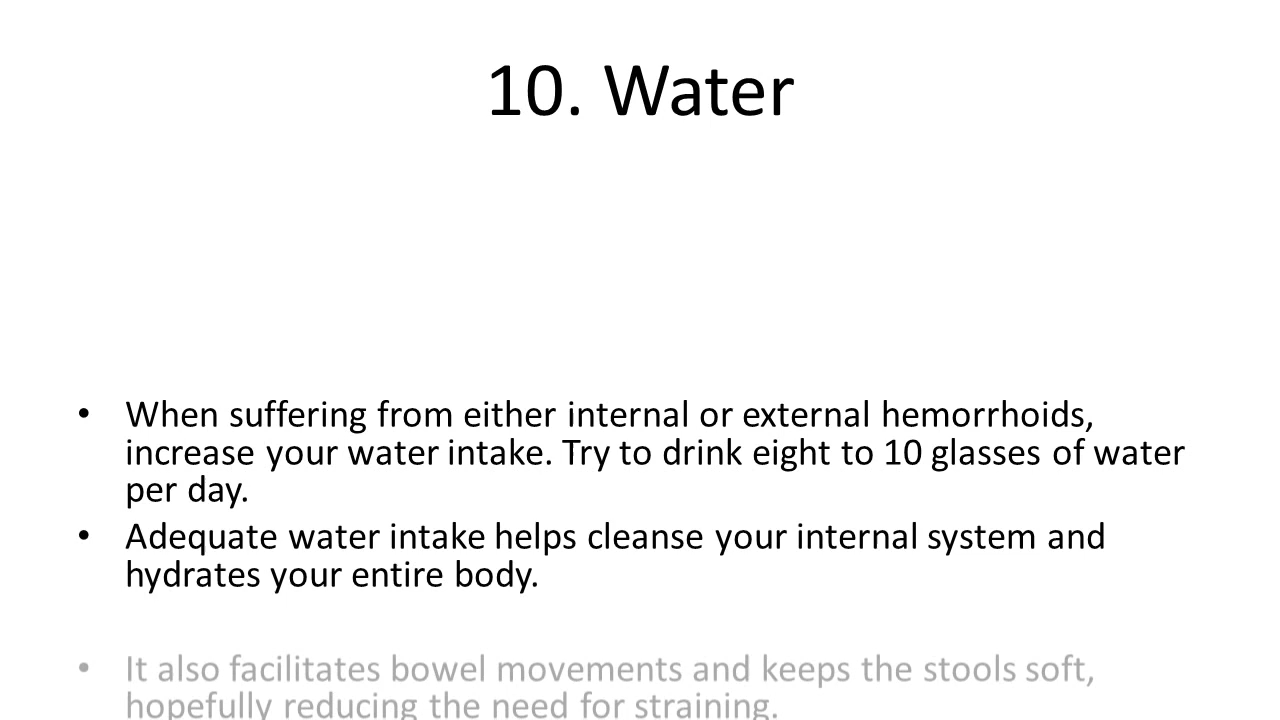 10. Water
• When suffering from either internal or external hemorrhoids,
increase your water intake. Try to drink eight to 10 glasses of water
per day.
• Adequate water intake helps cleanse your internal system and
hydrates your entire body.
• It also facilitates bowel movements and keeps the stools soft,
hopefully reducing the need for straining.